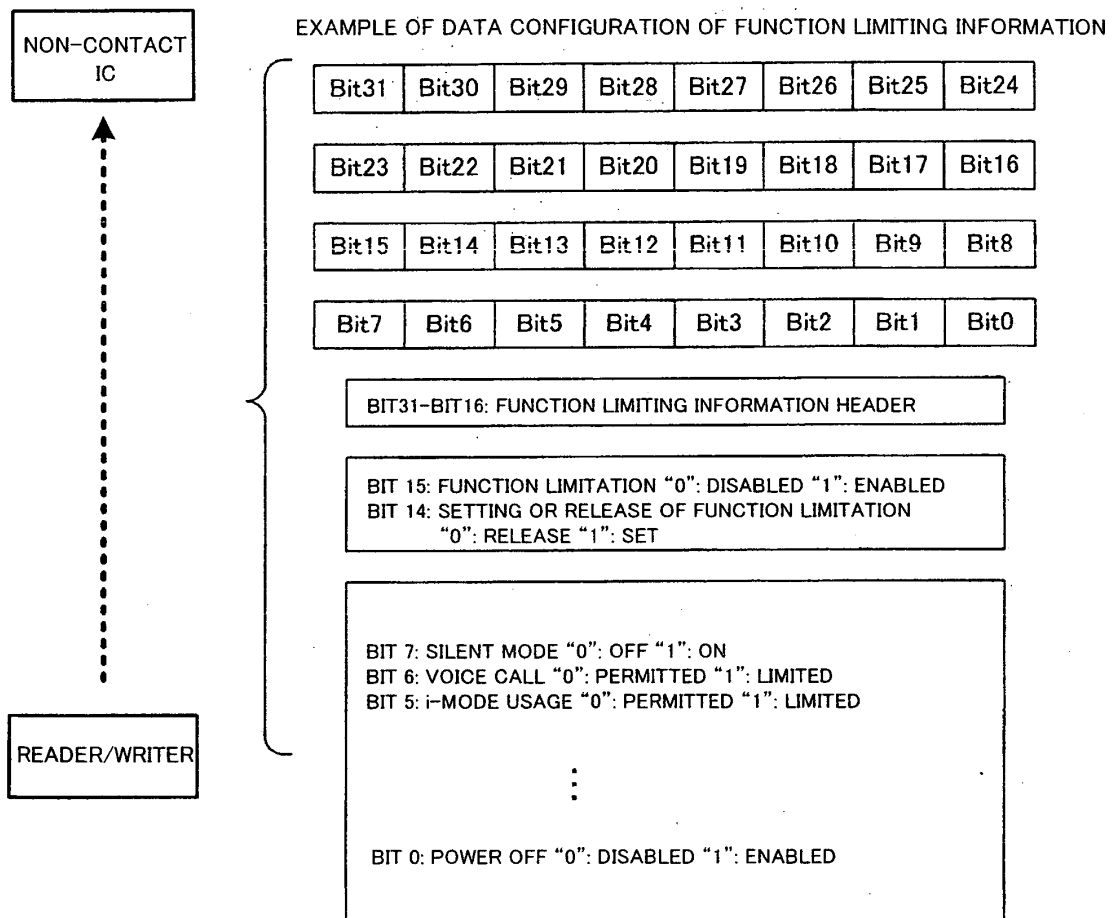 NON-CONTACT
IC
READER/WRITER
EXAMPLE OF DATA CONFIGURATION OF FUNCTION LIMITING INFORMATION
Bit31 Bit30 Bit29 Bit28 Bit27 Bit26 Bit25 Bit24
Bit23 Bit22 Bit21 Bit20 Bit19 Bit18 Bit17 Bit16
Bit15 Bit14 Bit13 Bit12 Bit11 Bit10 Bit9 Bit8
Bit7 Bit6 Bit5 Bit4 Bit3 Bit2 Bit1 Bit0
BIT31-BIT16: FUNCTION LIMITING INFORMATION HEADER
BIT 15: FUNCTION LIMITATION “0”: DISABLED “1”: ENABLED
BIT 14: SETTING OR RELEASE OF FUNCTION LIMITATION
“0”: RELEASE “1”: SET
BIT 7: SILENT MODE “0”: OFF “1”: ON
BIT 6: VOICE CALL “0”: PERMITTED “1”: LIMITED
BIT 5: i-MODE USAGE “0”: PERMITTED “1”: LIMITED
⋮
BIT 0: POWER OFF “0”: DISABLED “1”: ENABLED